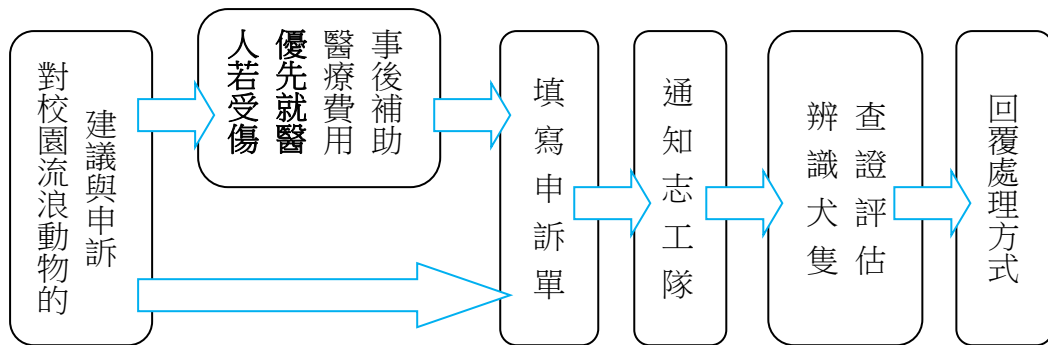 對校園流浪動物的
建議與申訴
人若受傷
優先就醫
醫療費用
事後補助
填寫申訴單
通知志工隊
辨識犬隻
查證評估
回覆處理方式